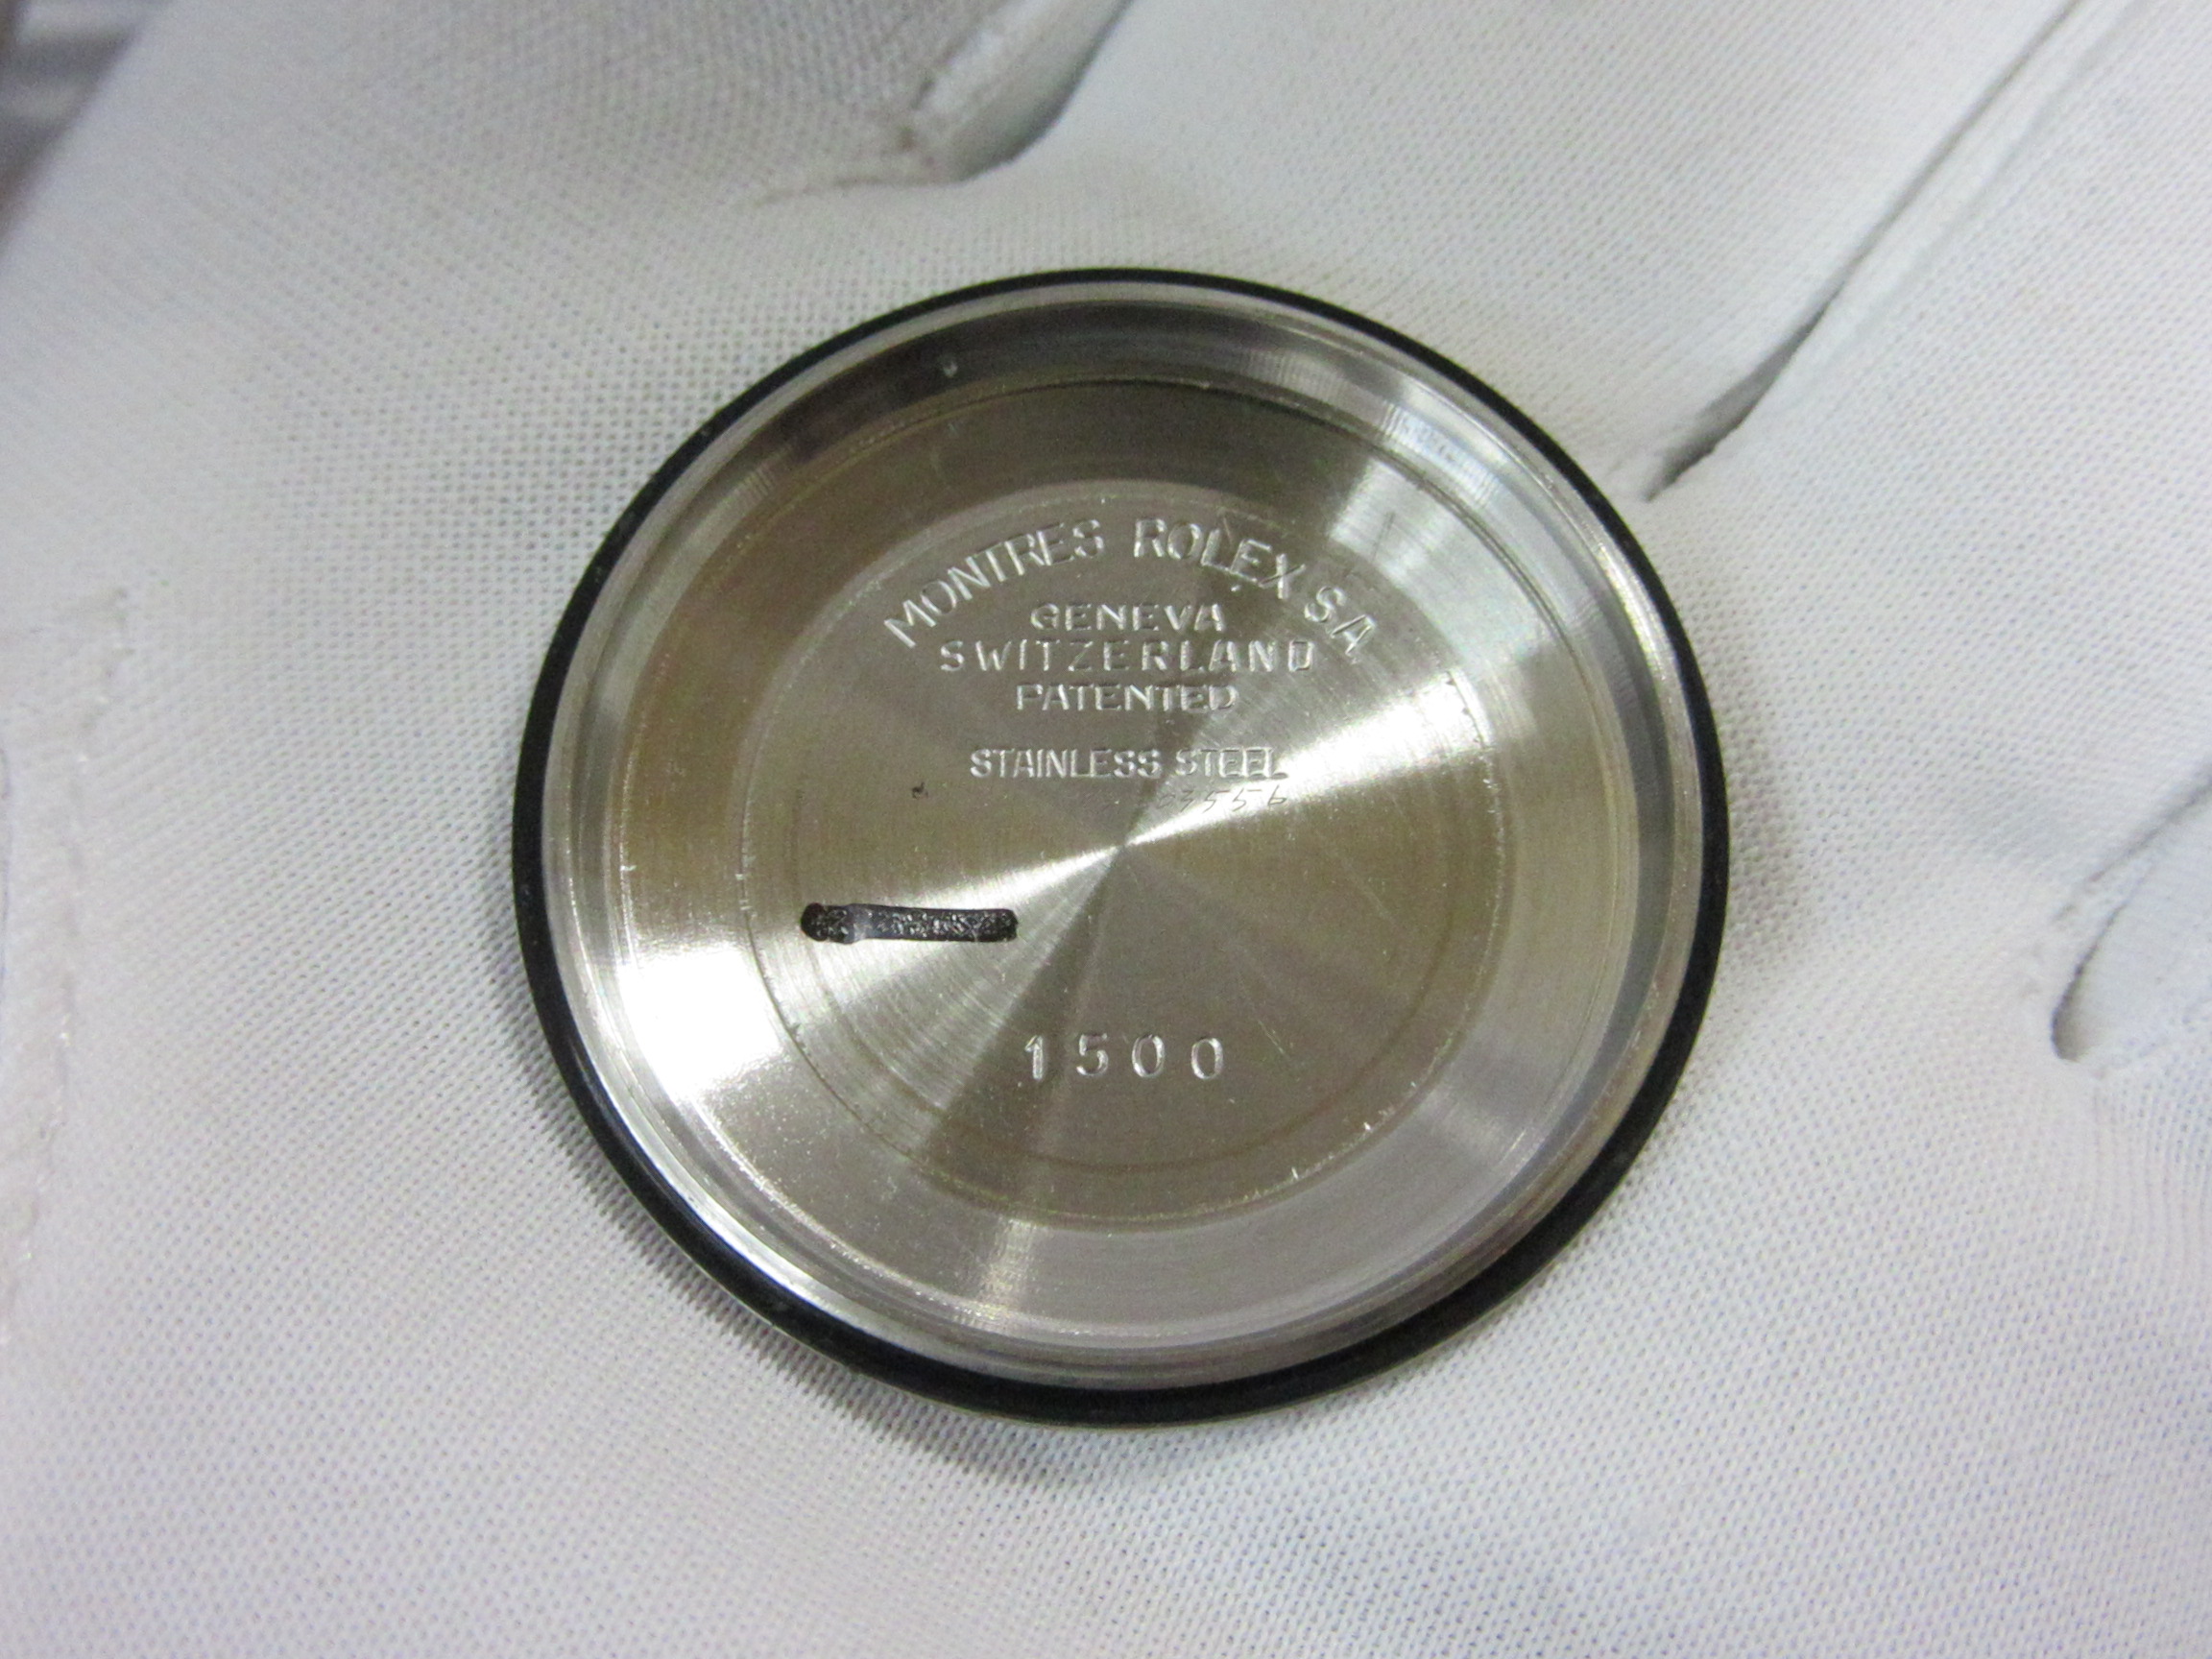 MONTRES ROLEX SA
GENEVA
SWITZERLAND
PATENTED
STAINLESS STEEL
1500